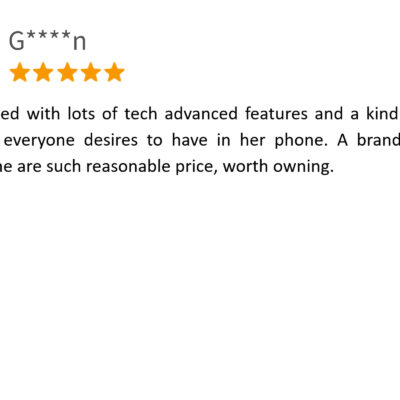 G****n
ed with lots of tech advanced features and a kind
everyone desires to have in her phone. A brand
e are such reasonable price, worth owning.